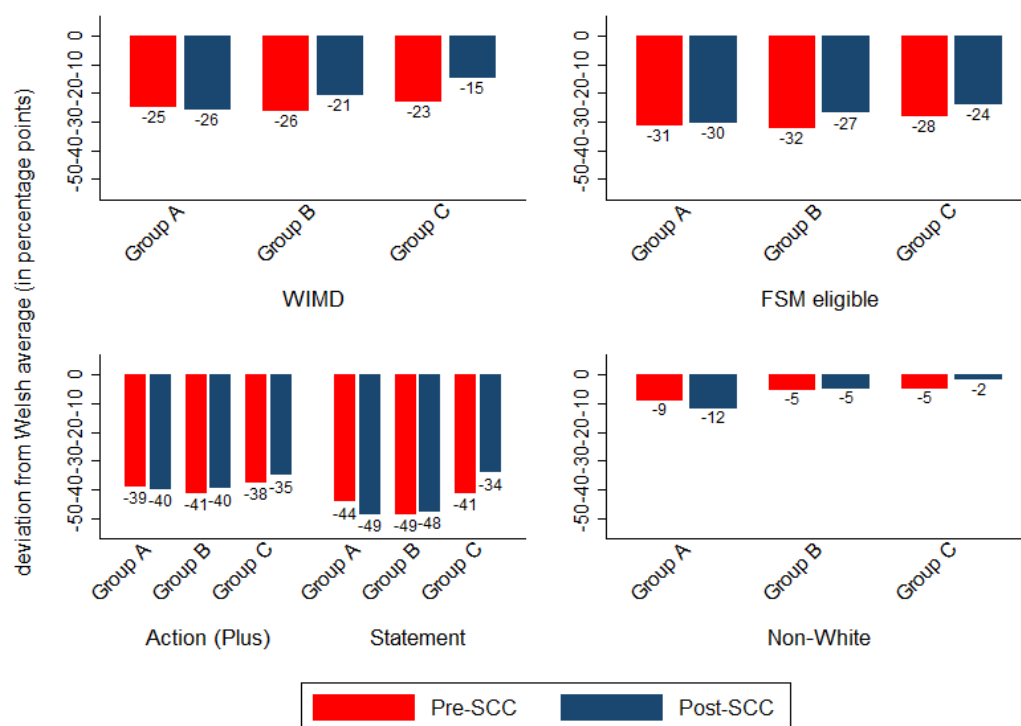 deviation from Welsh average (in percentage points)
0
-10
-20
-30
-40
-50
-25
-26
-26
-21
-23
-15
Group A
Group B
Group C
WIMD
0
-10
-20
-30
-40
-50
-31
-30
-32
-27
-28
-24
Group A
Group B
Group C
FSM eligible
0
-10
-20
-30
-40
-50
-39
-40
-41
-40
-38
-35
-44
-49
-49
-48
-41
-34
Group A
Group B
Group C
Group A
Group B
Group C
Action (Plus)
Statement
0
-10
-20
-30
-40
-50
-9
-12
-5
-5
-5
-2
Group A
Group B
Group C
Non-White
Pre-SCC
Post-SCC